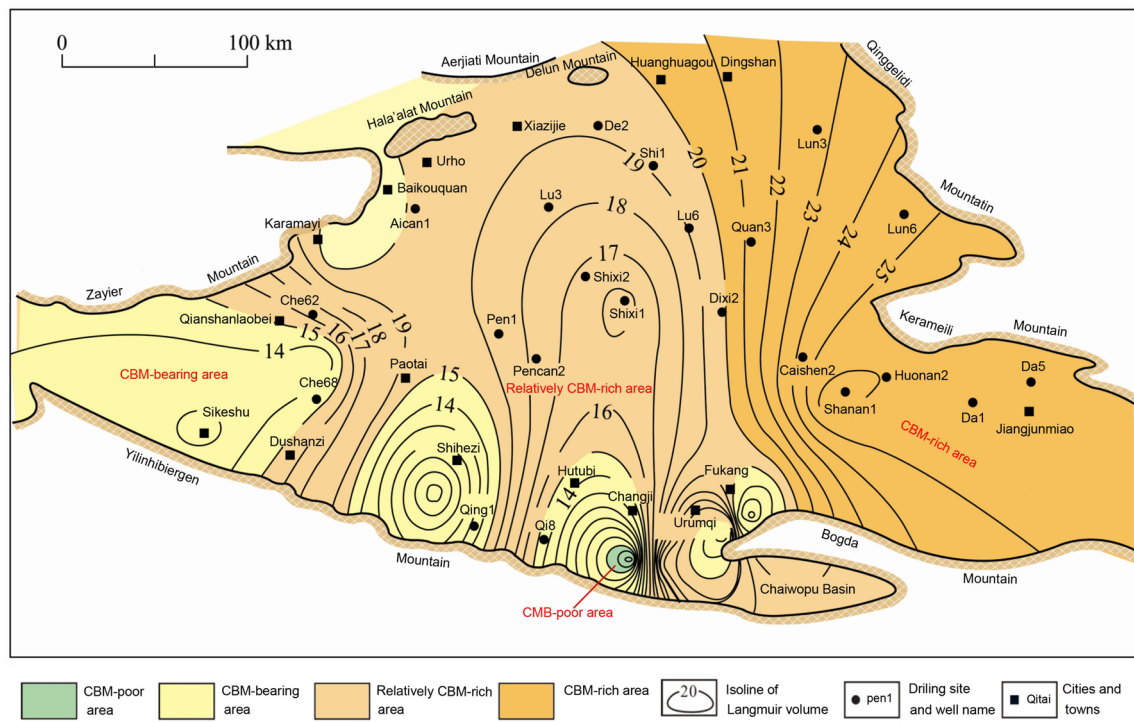 0 100 km
Aerjiati Mountain
Delun Mountain
Huanghuagou
Dingshan
Qinggelidi
Hala'alat Mountain
Xiazijie
De2
Lun3
Urho
Shi1
19
20
21
22
Baikouquan
Aican1
Lu3
18
Lu6
Quan3
23
Lun6
Mountatin
Karamayi
24
17
25
Mountain
Shixi2
Zayier
Che62
Shixi1
Dixi2
Qianshanlaobei
15
16
18
19
17
Pen1
Kerameili
Mountain
14
CBM-bearing area
Paotai
15
Pencan2
Caishen2
Huonan2
Da5
Che68
14
Relatively CBM-rich area
Shanan1
Da1
Jiangjunmiao
Sikeshu
16
CBM-rich area
Dushanzi
Shihezi
Yilinhibiergen
Hutubi
Fukang
14
Changji
Qing1
Urumqi
Qi8
Bogda
Mountain
Chaiwopu Basin
Mountain
CMB-poor area
CBM-poor
area
CBM-bearing
area
Relatively CBM-rich
area
CBM-rich area
20
Isoline of
Langmuir volume
pen1
Driling site
and well name
Qitai
Cities and
towns